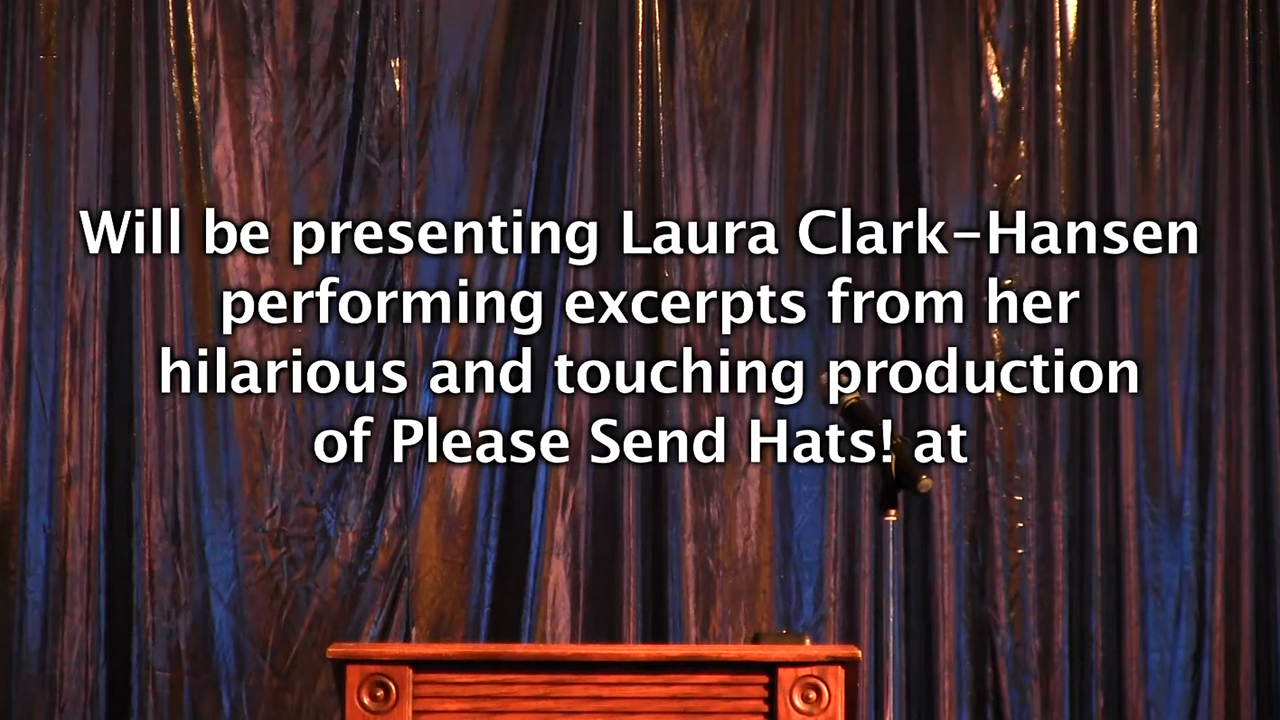 Will be presenting Laura Clark-Hansen
performing excerpts from her
hilarious and touching production
of Please Send Hats! at